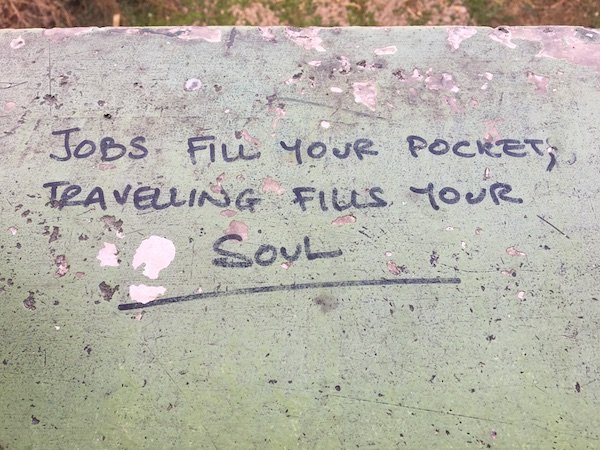 JOBS FILL YOUR POCKET,
TRAVELLING FILLS YOUR
SOUL